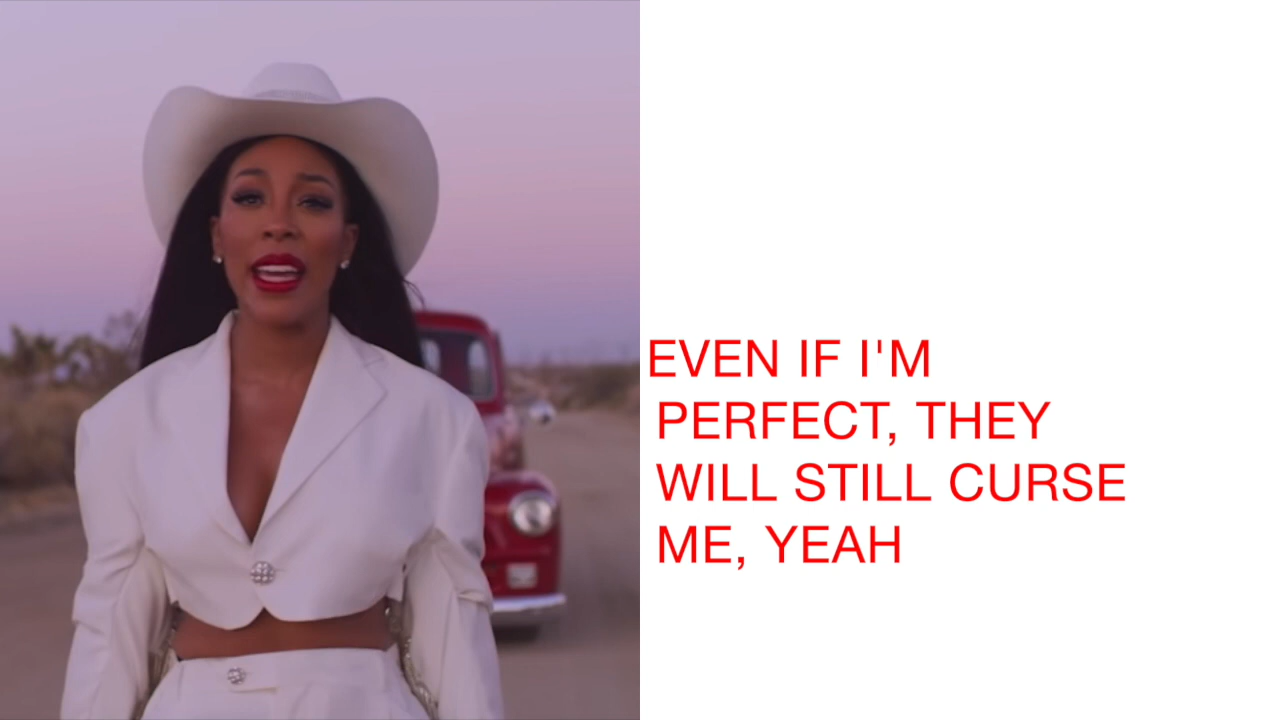 EVEN IF I'M
PERFECT, THEY
WILL STILL CURSE
ME, YEAH